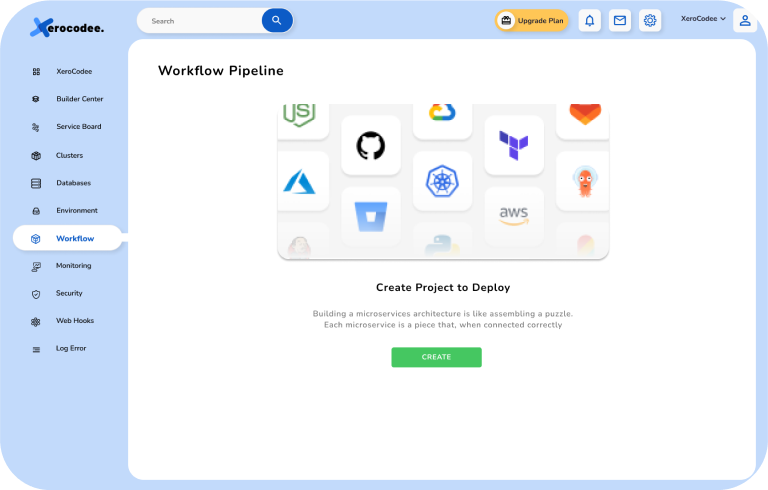 Xerocodee.
Search
Upgrade Plan
XeroCodee
XeroCodee
Builder Center
Service Board
Clusters
Databases
Environment
Workflow
Monitoring
Security
Web Hooks
Log Error
Workflow Pipeline
JS
aws
Create Project to Deploy
Building a microservices architecture is like assembling a puzzle.
Each microservice is a piece that, when connected correctly
CREATE